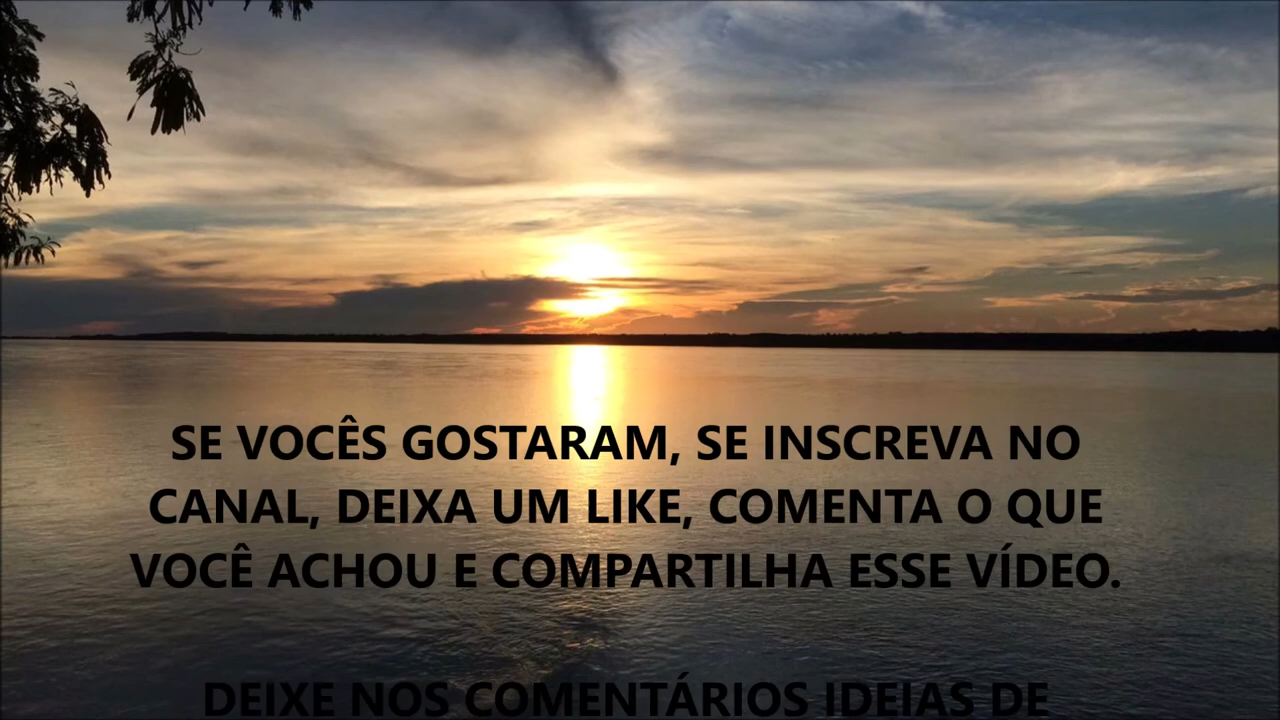 SE VOCÊS GOSTARAM, SE INSCREVA NO
CANAL, DEIXA UM LIKE, COMENTA O QUE
VOCÊ ACHOU E COMPARTILHA ESSE VÍDEO.
DEIXE NOS COMENTÁRIOS IDEIAS DE